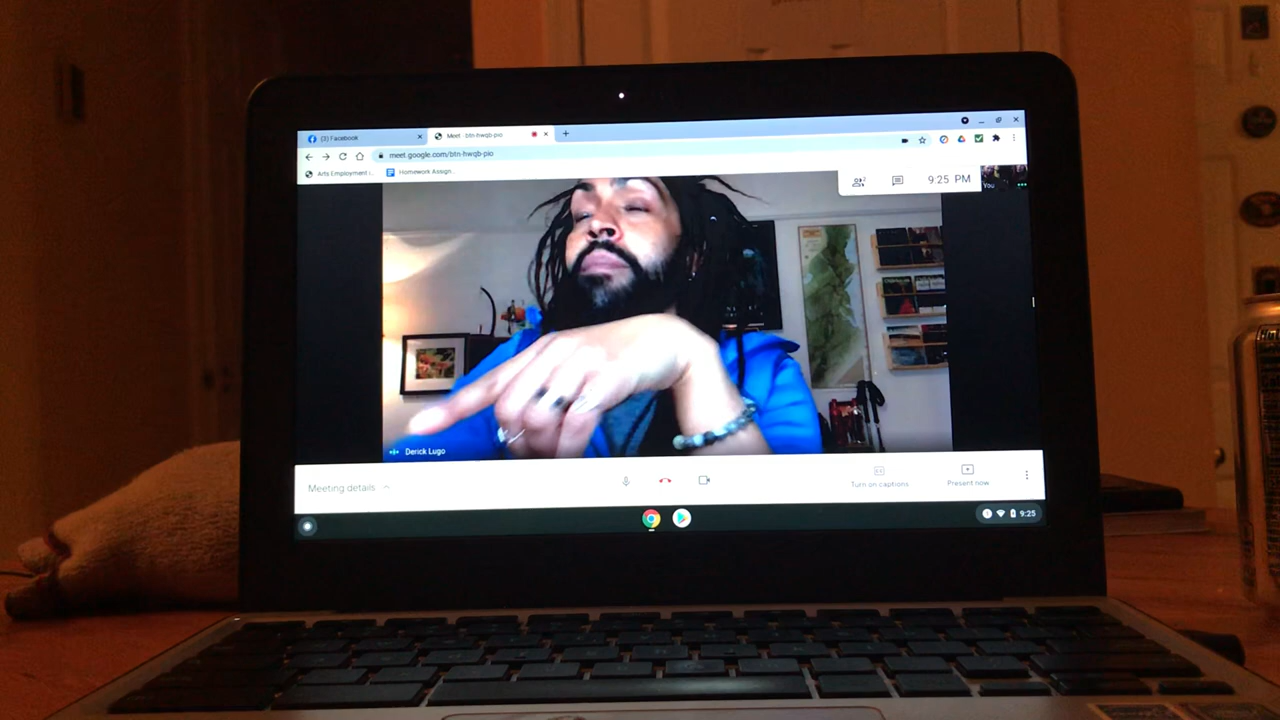 (3) Facebook
Meet - btn-hwqb-pio
meet.google.com/btn-hwqb-pio
Arts Employment i...
Homework Assign...
2
9:25 PM
You
Derick Lugo
Meeting details
Turn on captions
Present now
9:25